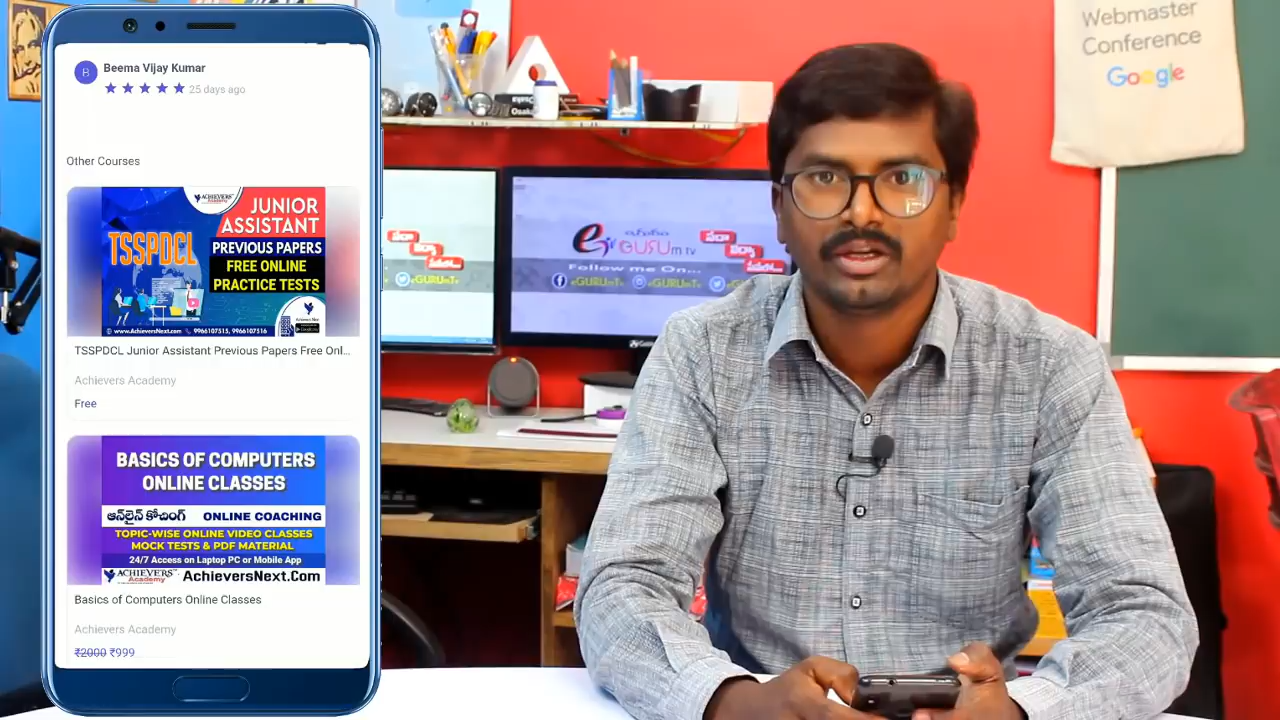 B
Beema Vijay Kumar
25 days ago
Other Courses
ACHIEVERS
Academy
JUNIOR
ASSISTANT
TSSPDCL
PREVIOUS PAPERS
FREE ONLINE
PRACTICE TESTS
www.AchieversNext.com
9966107515, 9966107516
TSSPDCL Junior Assistant Previous Papers Free Onl...
Achievers Academy
Free
BASICS OF COMPUTERS
ONLINE CLASSES
ఆన్‌లైన్ కోచింగ్ ONLINE COACHING
TOPIC-WISE ONLINE VIDEO CLASSES
MOCK TESTS & PDF MATERIAL
24/7 Access on Laptop PC or Mobile App
ACHIEVERS
Academy
AchieversNext.Com
Basics of Computers Online Classes
Achievers Academy
₹2000 ₹999
Webmaster
Conference
Google
eGURUm tv
Follow me On...
eGURUmTv
eGURUmTv